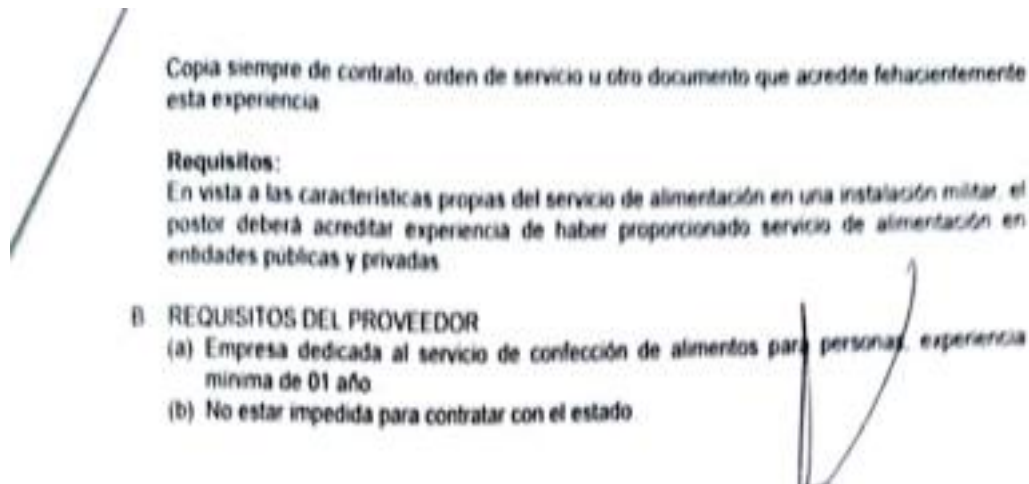 Copia siempre de contrato, orden de servicio u otro documento que acredite fehacientemente
esta experiencia
Requisitos:
En vista a las características propias del servicio de alimentación en una instalación militar, el
postor deberá acreditar experiencia de haber proporcionado servicio de alimentación en
entidades públicas y privadas
B REQUISITOS DEL PROVEEDOR
(a) Empresa dedicada al servicio de confección de alimentos para personas, experiencia
mínima de 01 año
(b) No estar impedida para contratar con el estado